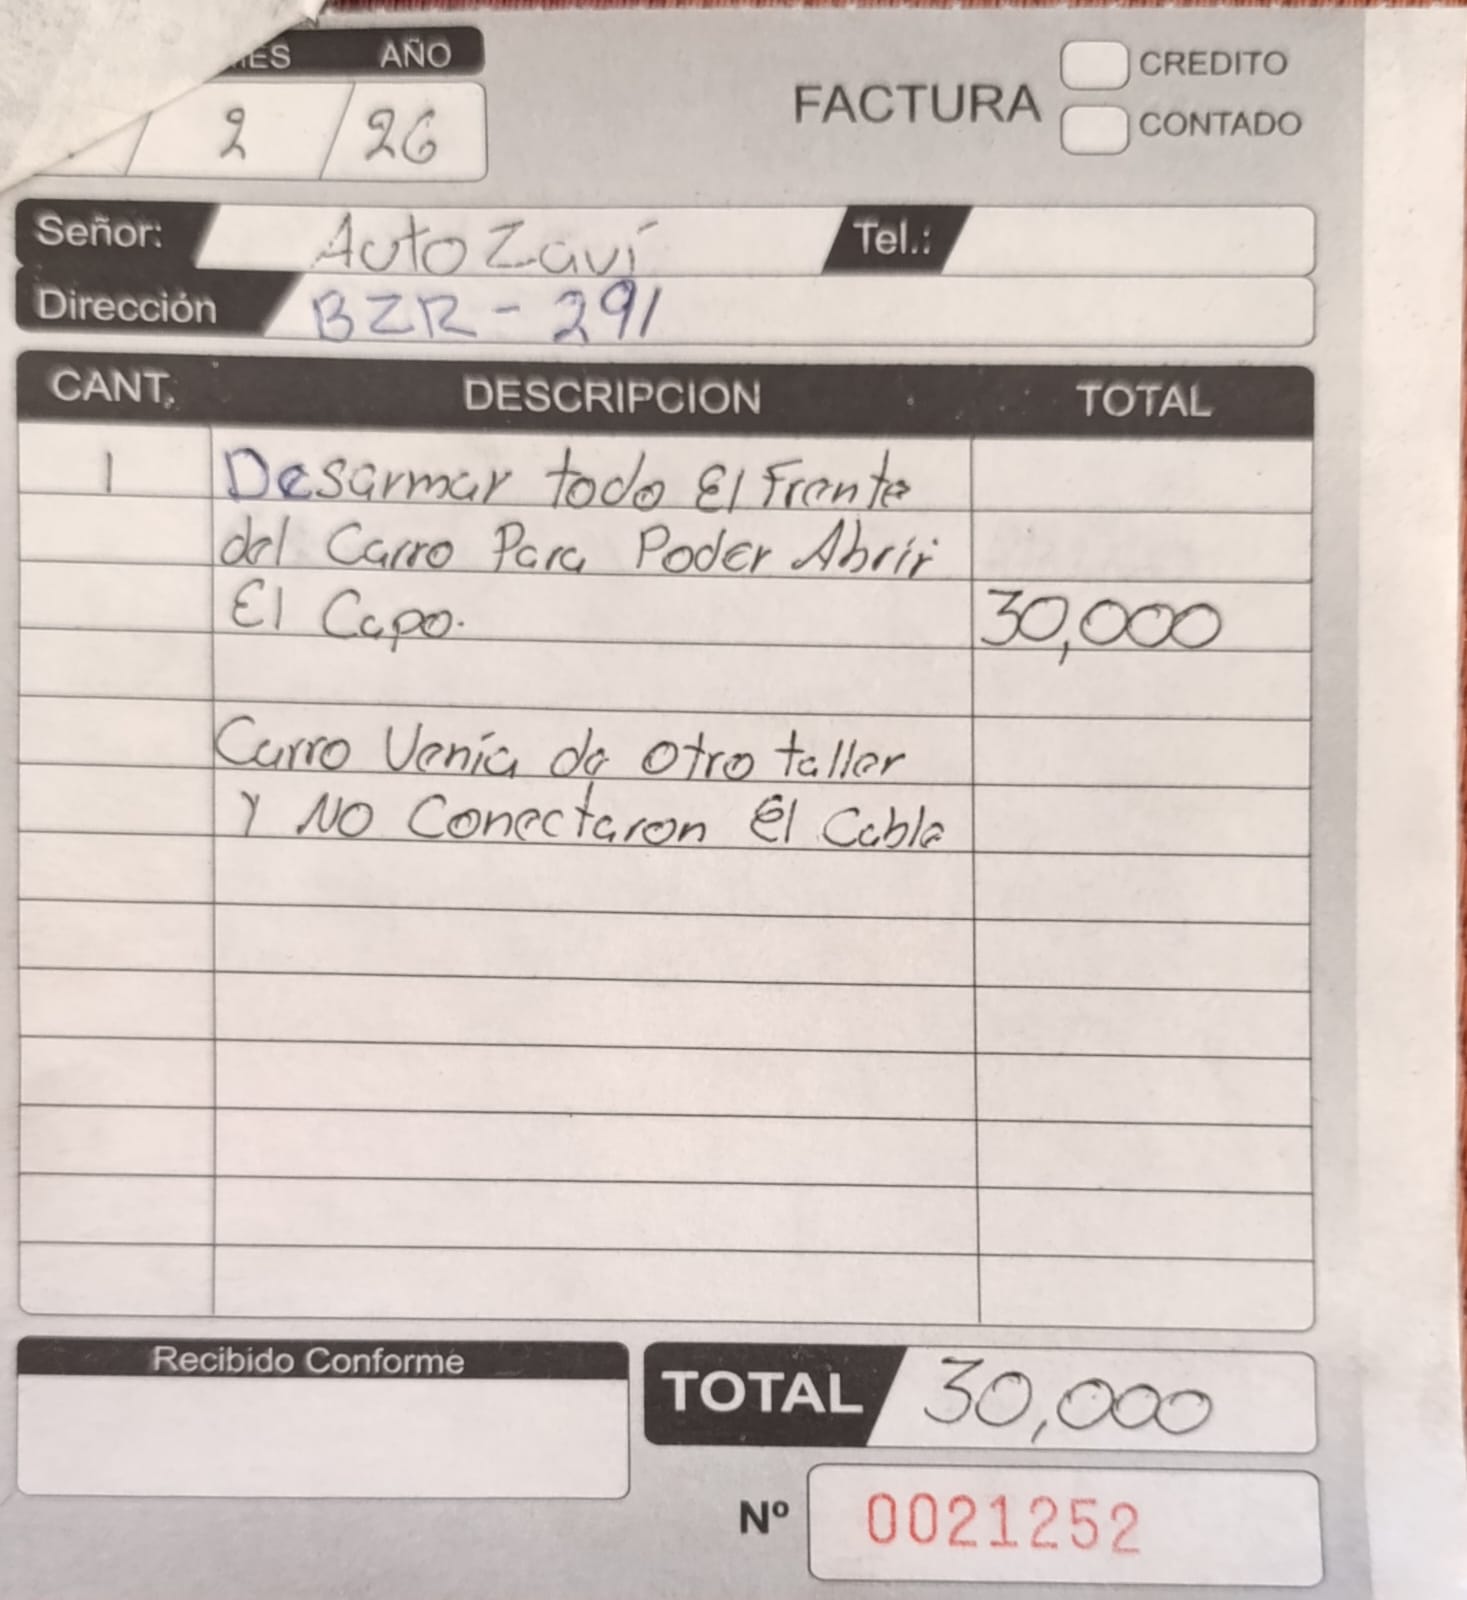 MES AÑO
2 / 26
FACTURA
CREDITO
CONTADO
Señor: Auto Zaví Tel.:
Dirección BZR - 291
CANT. DESCRIPCION TOTAL
1 Desarmar todo El Frente
del Carro Para Poder Abrir
El Capo. 30,000
Carro Venía de otro taller
Y NO Conectaron El Cable
Recibido Conforme
TOTAL 30,000
Nº 0021252